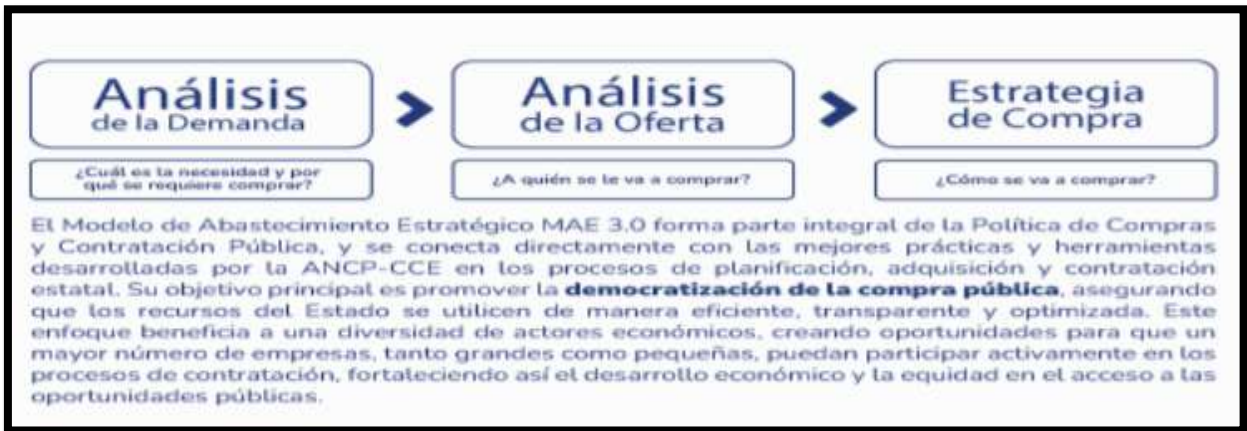 Análisis
de la Demanda
Análisis
de la Oferta
Estrategia
de Compra
¿Cuál es la necesidad y por
qué se requiere comprar?
¿A quién se le va a comprar?
¿Cómo se va a comprar?
El Modelo de Abastecimiento Estratégico MAE 3.0 forma parte integral de la Política de Compras
y Contratación Pública, y se conecta directamente con las mejores prácticas y herramientas
desarrolladas por la ANCP-CCE en los procesos de planificación, adquisición y contratación
estatal. Su objetivo principal es promover la democratización de la compra pública, asegurando
que los recursos del Estado se utilicen de manera eficiente, transparente y optimizada. Este
enfoque beneficia a una diversidad de actores económicos, creando oportunidades para que un
mayor número de empresas, tanto grandes como pequeñas, puedan participar activamente en los
procesos de contratación, fortaleciendo así el desarrollo económico y la equidad en el acceso a las
oportunidades públicas.